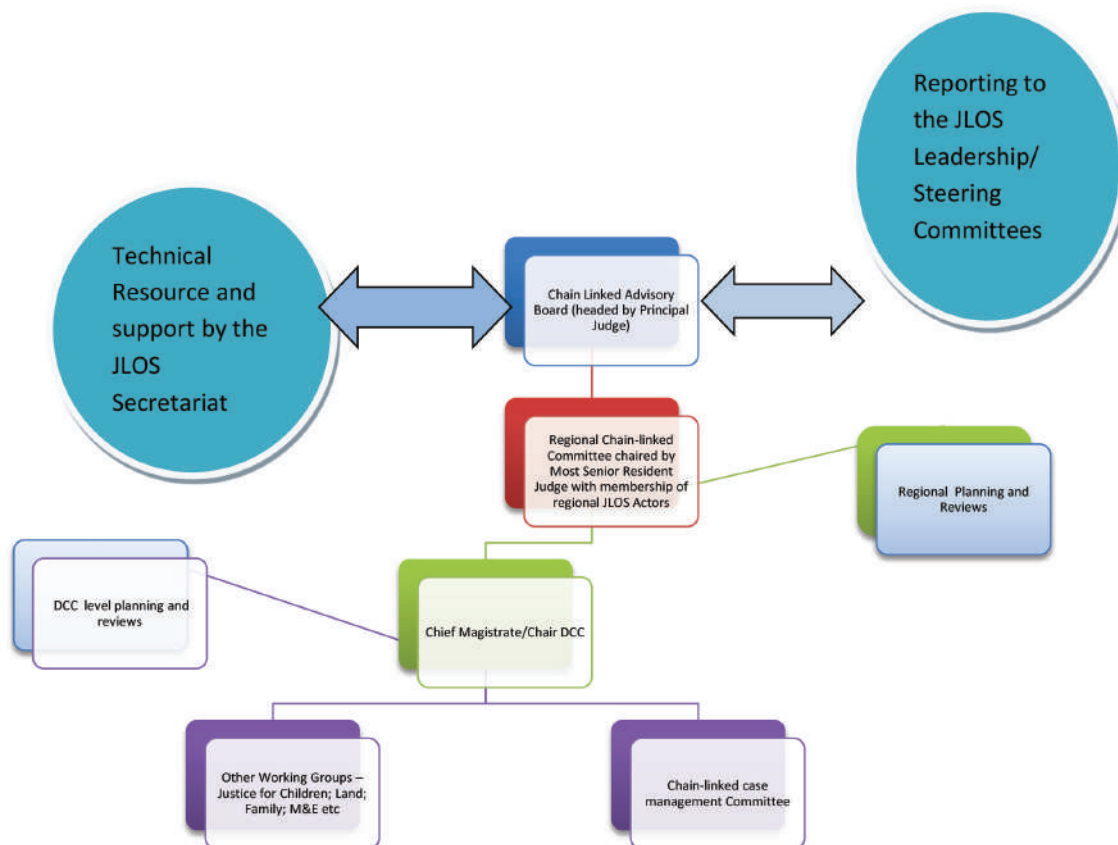 Reporting to
the JLOS
Leadership/
Steering
Committees
Technical
Resource and
support by the
JLOS
Secretariat
Chain Linked Advisory
Board (headed by Principal
Judge)
Regional Chain-linked
Committee chaired by
Most Senior Resident
Judge with membership of
regional JLOS Actors
Regional Planning and
Reviews
DCC level planning and
reviews
Chief Magistrate/Chair DCC
Other Working Groups –
Justice for Children; Land;
Family; M&E etc
Chain-linked case
management Committee